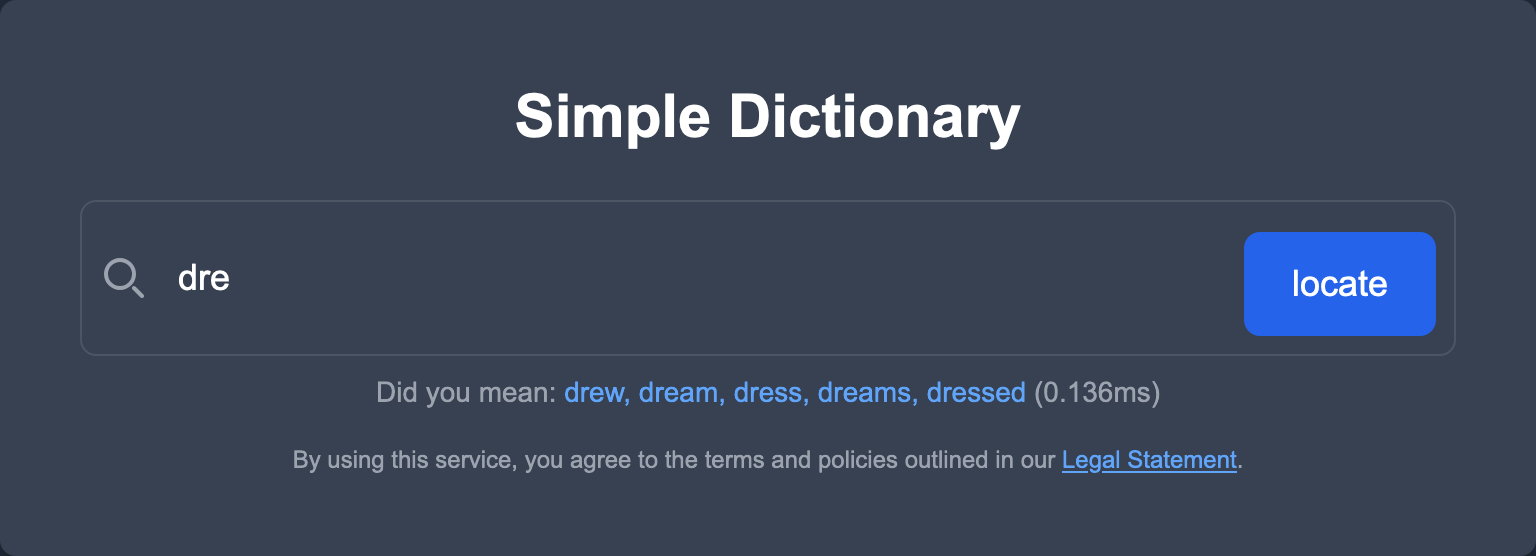 Simple Dictionary
dre
locate
Did you mean: drew, dream, dress, dreams, dressed (0.136ms)
By using this service, you agree to the terms and policies outlined in our Legal Statement.